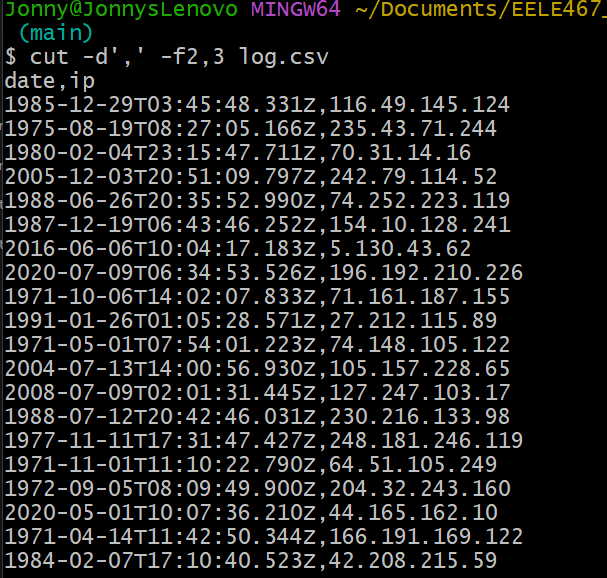 Jonny@JonnysLenovo MINGW64 ~/Documents/EELE467_
(main)
$ cut -d',' -f2,3 log.csv
date,ip
1985-12-29T03:45:48.331Z,116.49.145.124
1975-08-19T08:27:05.166Z,235.43.71.244
1980-02-04T23:15:47.711Z,70.31.14.16
2005-12-03T20:51:09.797Z,242.79.114.52
1988-06-26T20:35:52.990Z,74.252.223.119
1987-12-19T06:43:46.252Z,154.10.128.241
2016-06-06T10:04:17.183Z,5.130.43.62
2020-07-09T06:34:53.526Z,196.192.210.226
1971-10-06T14:02:07.833Z,71.161.187.155
1991-01-26T01:05:28.571Z,27.212.115.89
1971-05-01T07:54:01.223Z,74.148.105.122
2004-07-13T14:00:56.930Z,105.157.228.65
2008-07-09T02:01:31.445Z,127.247.103.17
1988-07-12T20:42:46.031Z,230.216.133.98
1977-11-11T17:31:47.427Z,248.181.246.119
1971-11-01T11:10:22.790Z,64.51.105.249
1972-09-05T08:09:49.900Z,204.32.243.160
2020-05-01T10:07:36.210Z,44.165.162.10
1971-04-14T11:42:50.344Z,166.191.169.122
1984-02-07T17:10:40.523Z,42.208.215.59